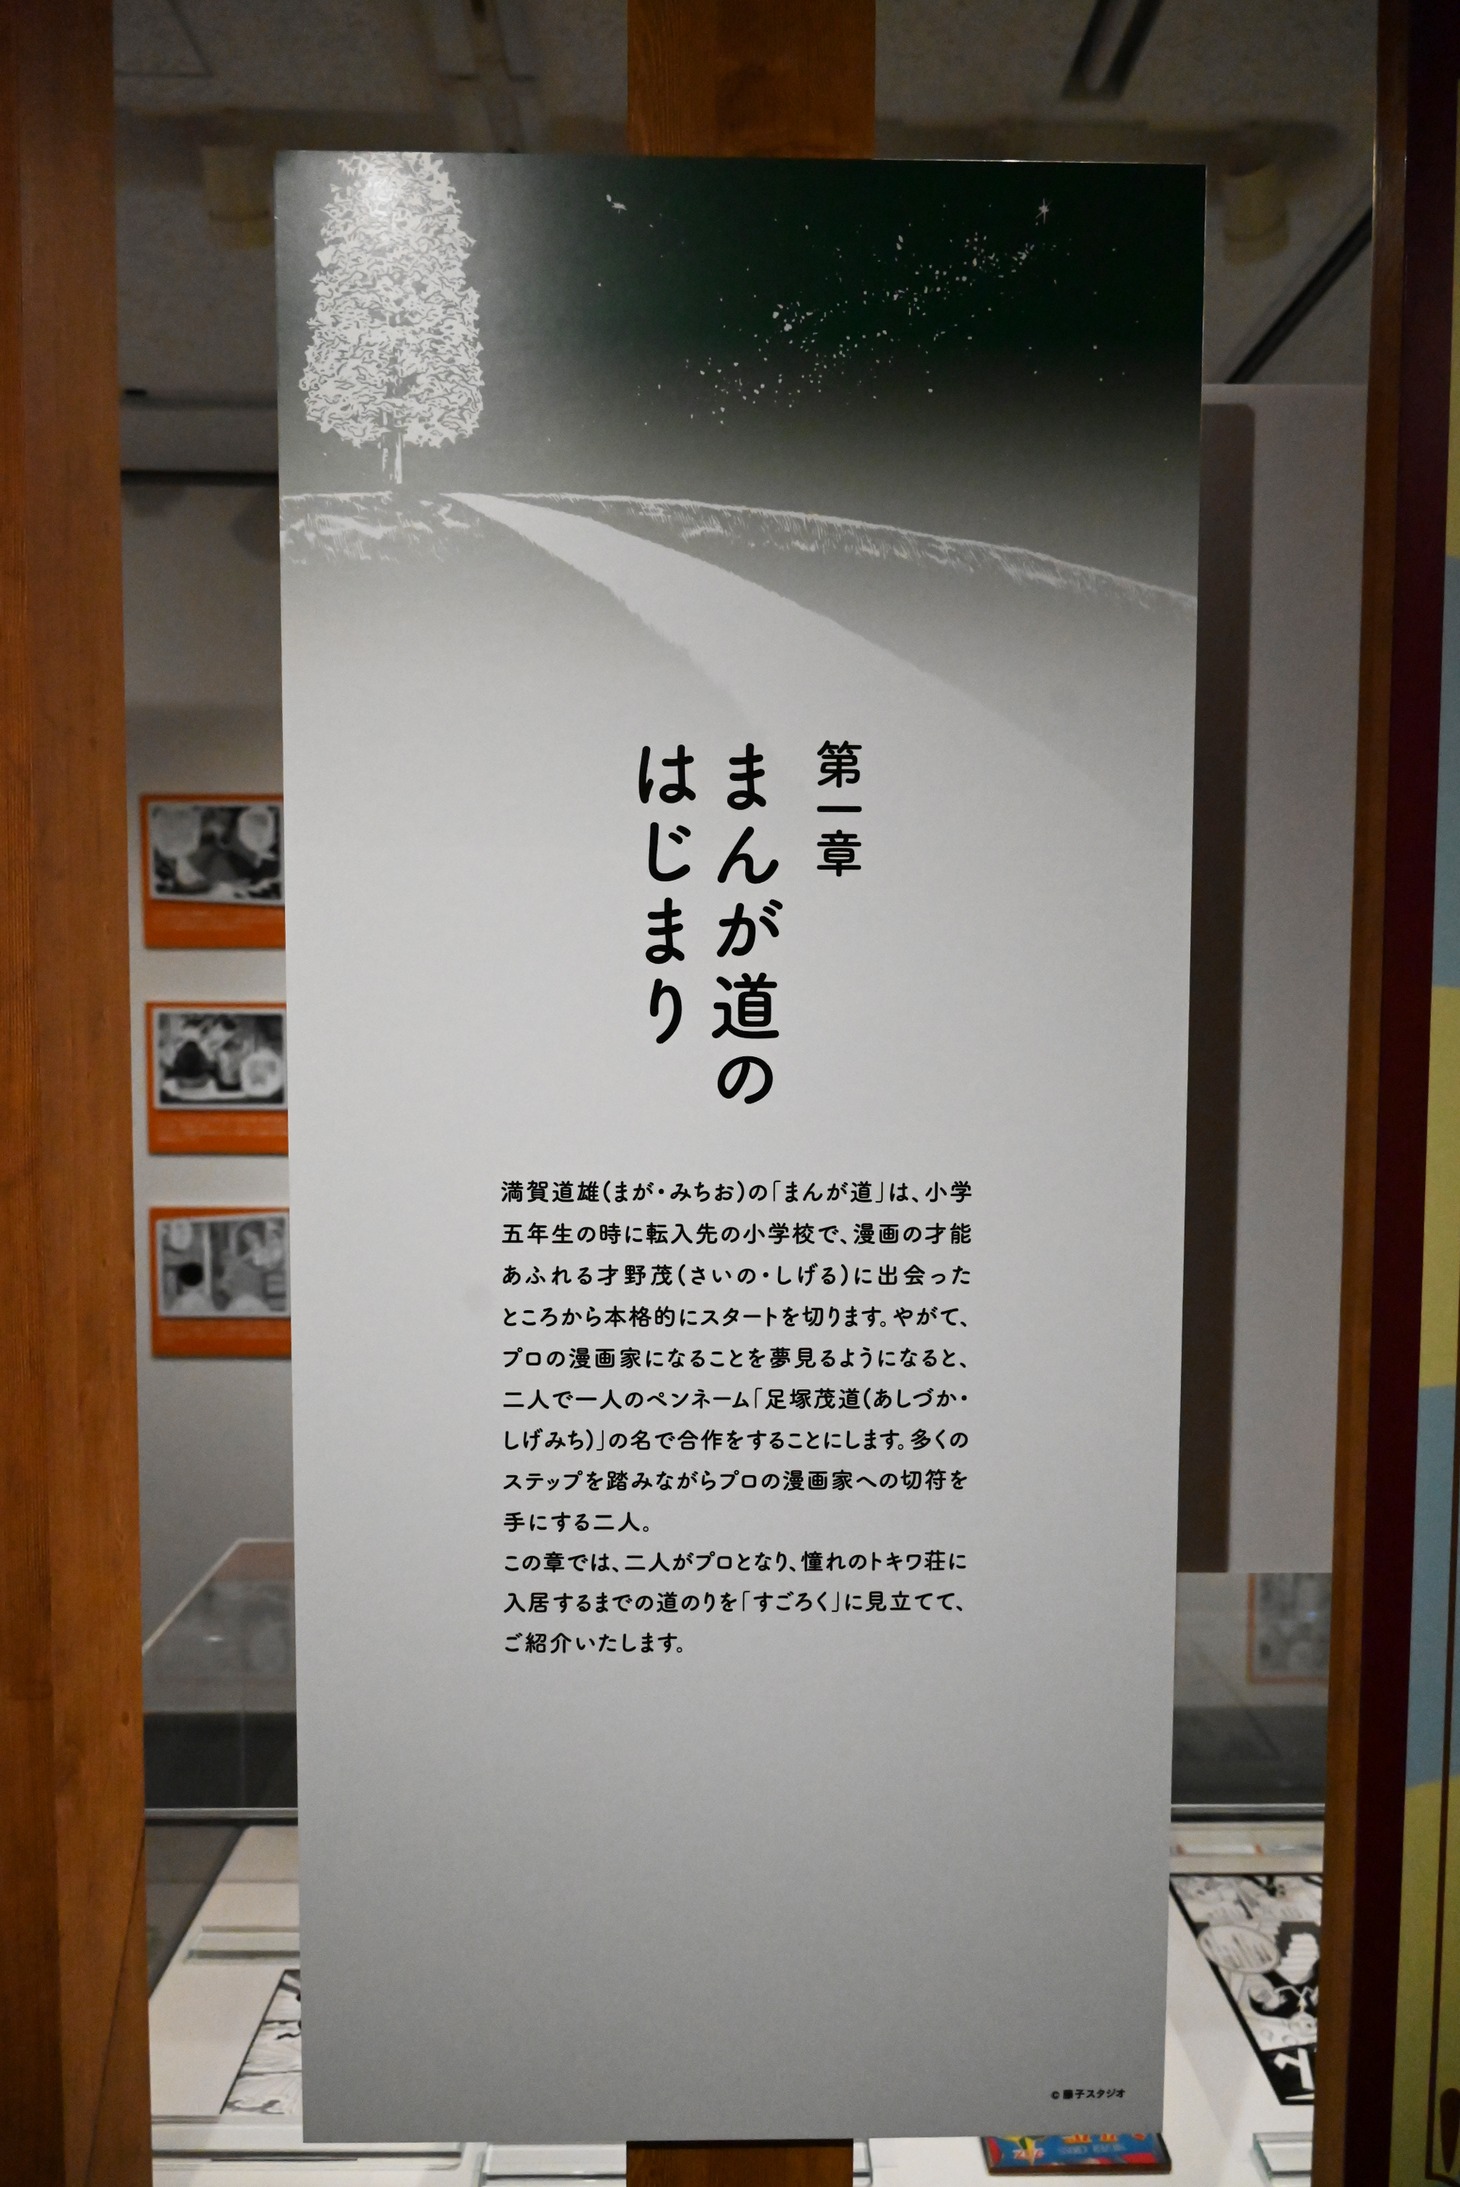 第一章
まんが道の
はじまり
満賀道雄(まが・みちお)の「まんが道」は、小学
五年生の時に転入先の小学校で、漫画の才能
あふれる才野茂(さいの・しげる)に出会った
ところから本格的にスタートを切ります。やがて、
プロの漫画家になることを夢見るようになると、
二人で一人のペンネーム「足塚茂道(あしづか・
しげみち)」の名で合作をすることにします。多くの
ステップを踏みながらプロの漫画家への切符を
手にする二人。
この章では、二人がプロとなり、憧れのトキワ荘に
入居するまでの道のりを「すごろく」に見立てて、
ご紹介いたします。
©藤子スタジオ